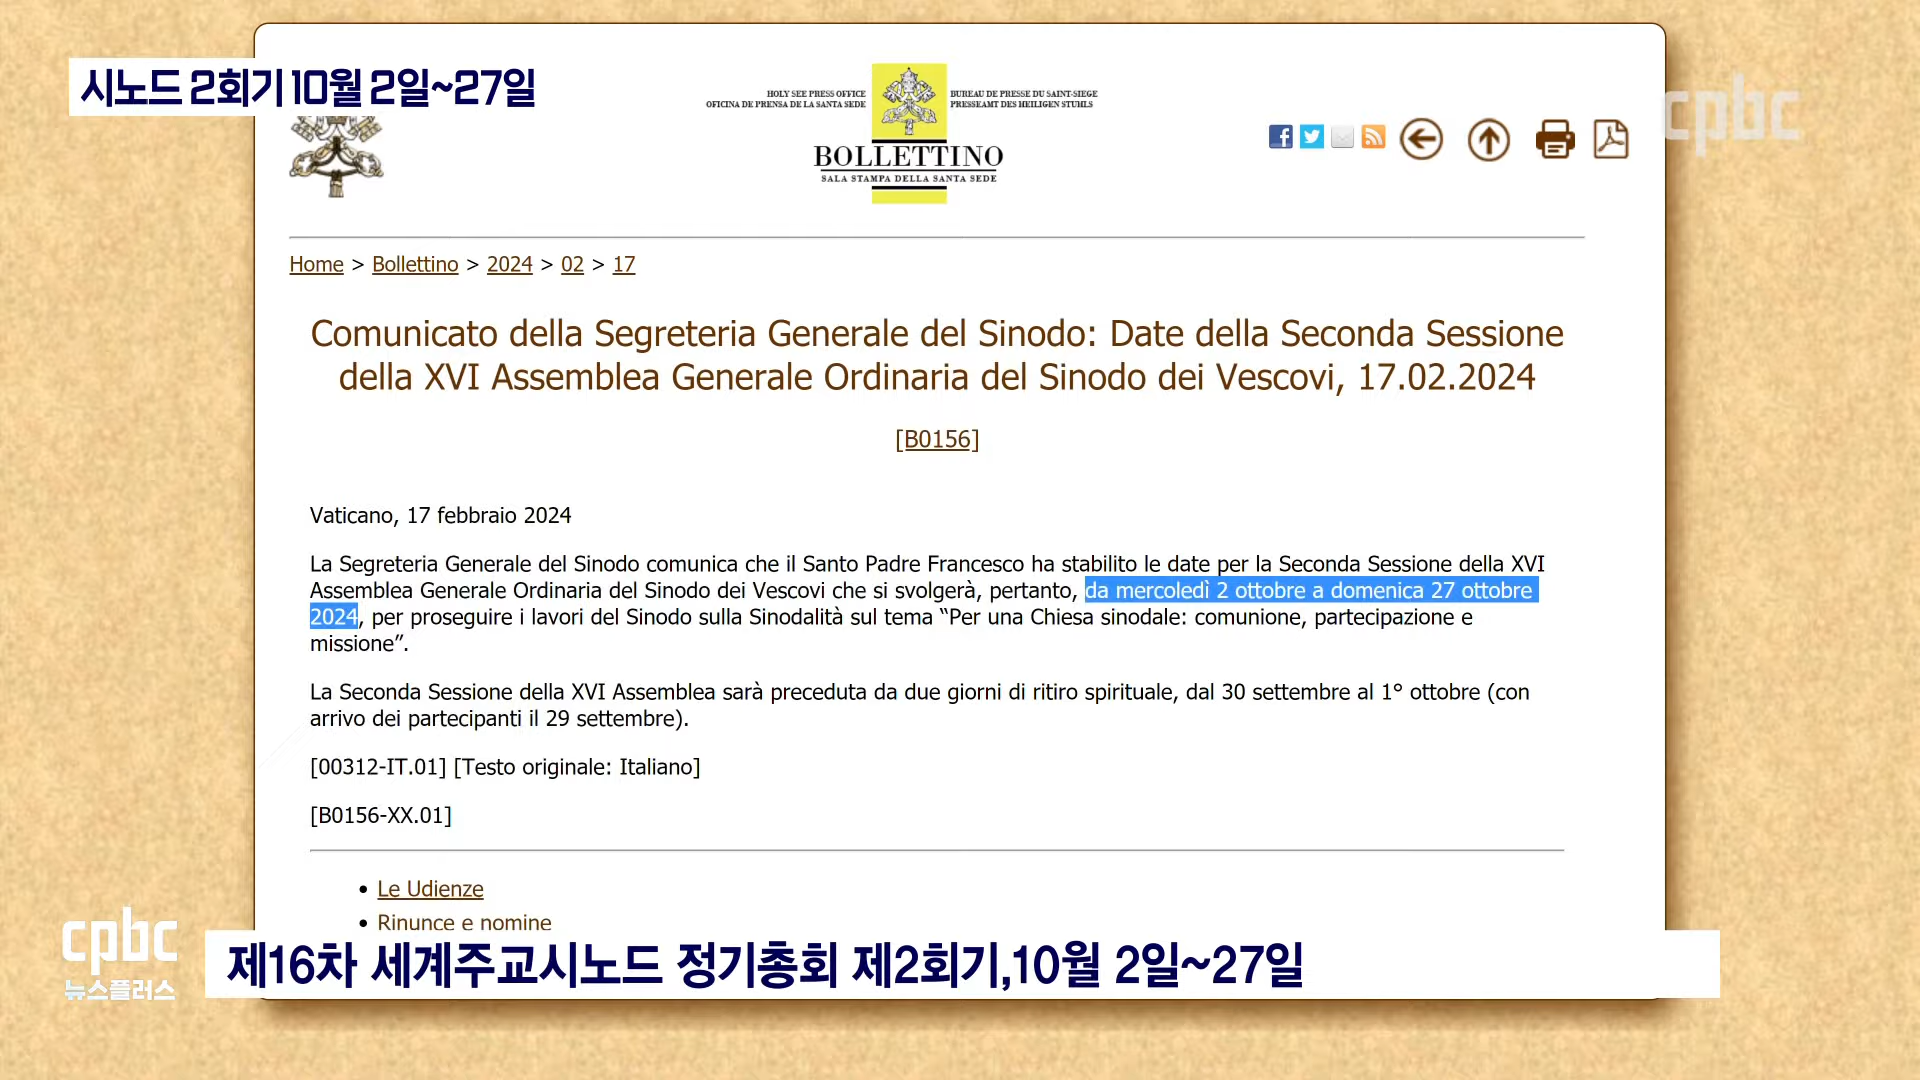 시노드 2회기 10월 2일~27일
cpbc
HOLY SEE PRESS OFFICE
OFICINA DE PRENSA DE LA SANTA SEDE
BUREAU DE PRESSE DU SAINT-SIEGE
PRESSEAMT DES HEILIGEN STUHLS
BOLLETTINO
SALA STAMPA DELLA SANTA SEDE
Home > Bollettino > 2024 > 02 > 17
Comunicato della Segreteria Generale del Sinodo: Date della Seconda Sessione
della XVI Assemblea Generale Ordinaria del Sinodo dei Vescovi, 17.02.2024
[B0156]
Vaticano, 17 febbraio 2024
La Segreteria Generale del Sinodo comunica che il Santo Padre Francesco ha stabilito le date per la Seconda Sessione della XVI
Assemblea Generale Ordinaria del Sinodo dei Vescovi che si svolgerà, pertanto, da mercoledì 2 ottobre a domenica 27 ottobre
2024, per proseguire i lavori del Sinodo sulla Sinodalità sul tema “Per una Chiesa sinodale: comunione, partecipazione e
missione”.
La Seconda Sessione della XVI Assemblea sarà preceduta da due giorni di ritiro spirituale, dal 30 settembre al 1° ottobre (con
arrivo dei partecipanti il 29 settembre).
[00312-IT.01] [Testo originale: Italiano]
[B0156-XX.01]
• Le Udienze
• Rinunce e nomine
cpbc
뉴스플러스
제16차 세계주교시노드 정기총회 제2회기,10월 2일~27일